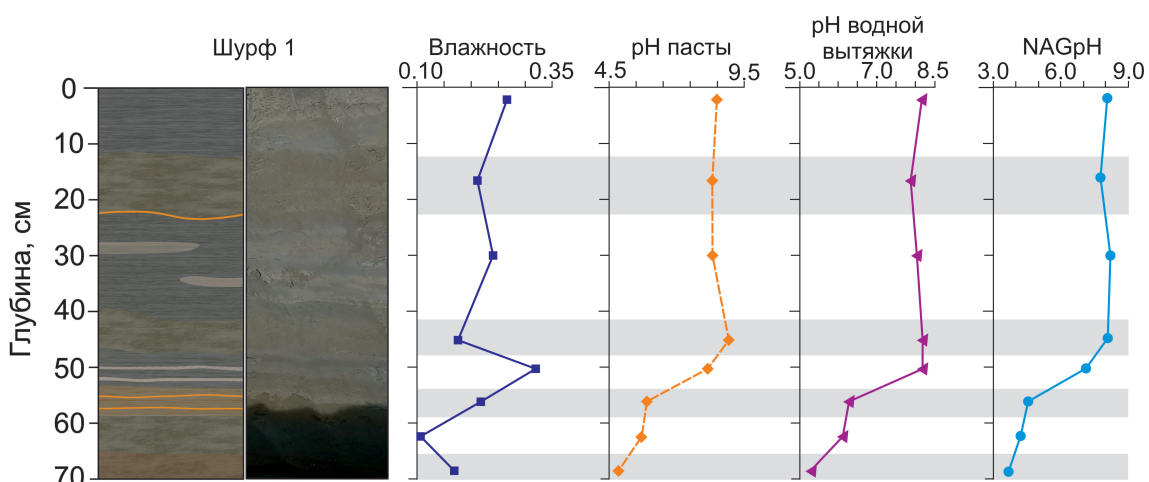 Шурф 1
Влажность
pH пасты
pH водной
вытяжки
NAGpH
0.10 0.35
4.5 9.5
5.0 7.0 8.5
3.0 6.0 9.0
Глубина, см
0
10
20
30
40
50
60
70